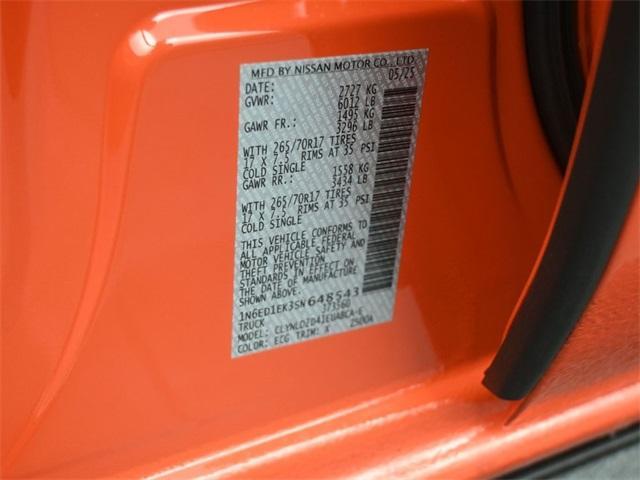 MFD BY NISSAN MOTOR CO., LTD
DATE: 05/25
GVWR: 2727 KG
6012 LB
GAWR FR.: 1495 KG
3296 LB
WITH 265/70R17 TIRES
17 X 7.5 RIMS AT 35 PSI
COLD SINGLE
GAWR RR.: 1558 KG
3434 LB
WITH 265/70R17 TIRES
17 X 7.5 RIMS AT 35 PSI
COLD SINGLE
THIS VEHICLE CONFORMS TO
ALL APPLICABLE FEDERAL
MOTOR VEHICLE SAFETY AND
THEFT PREVENTION
STANDARDS IN EFFECT ON
THE DATE OF MANUFACTURE
SHOWN ABOVE.
1N6ED1EK3SN648543
TRUCK 373360
MODEL:
COLOR: ECG TRIM: X 2500A